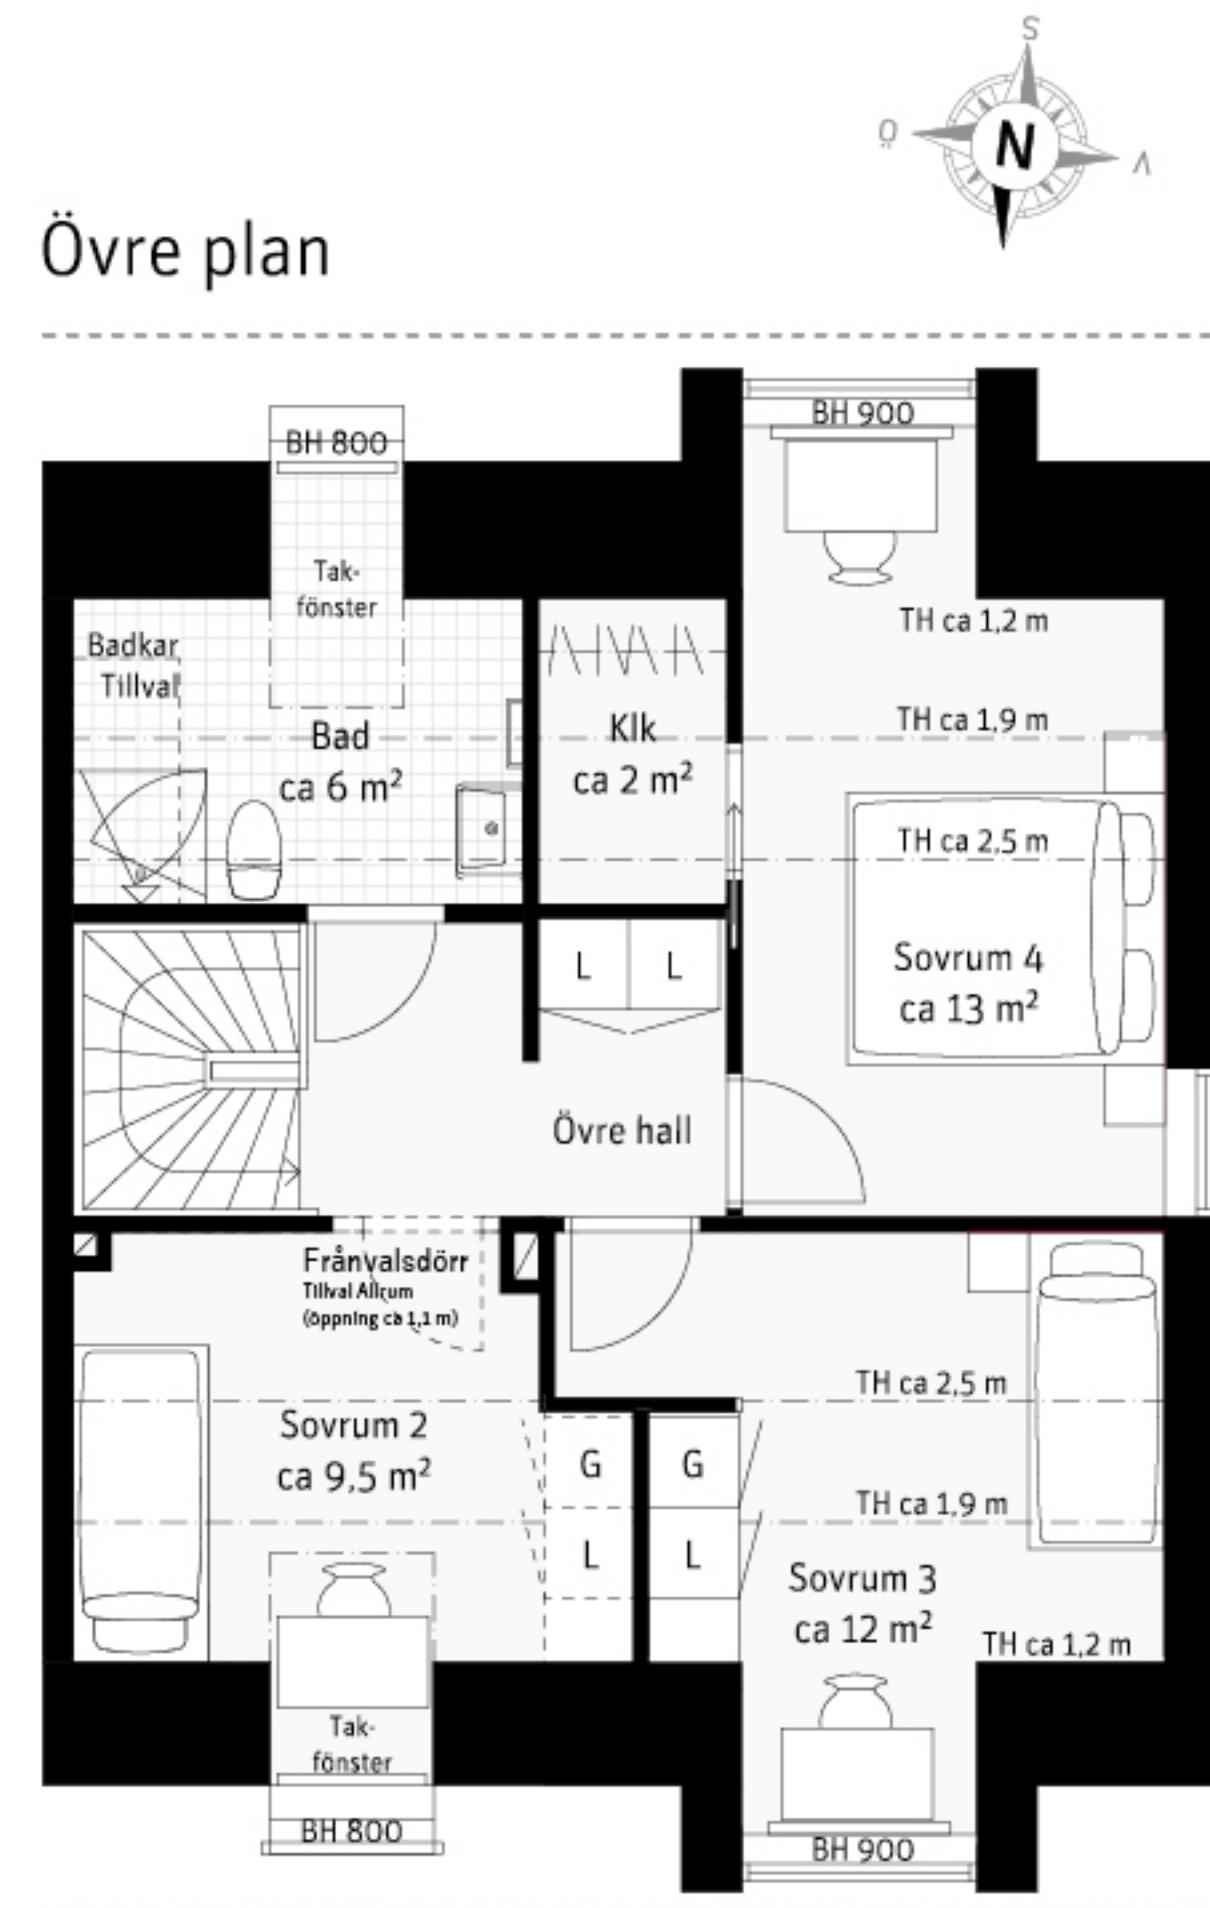 S
Ö
N
V
Övre plan
BH 900
BH 800
Tak-
fönster
TH ca 1,2 m
Badkar
Tillval
TH ca 1,9 m
Bad
ca 6 m²
Klk
ca 2 m²
TH ca 2,5 m
Sovrum 4
ca 13 m²
L
L
Övre hall
Frånvalsdörr
Tillval Allrum
(öppning ca 1,1 m)
TH ca 2,5 m
Sovrum 2
ca 9,5 m²
G
G
TH ca 1,9 m
L
L
Sovrum 3
ca 12 m²
TH ca 1,2 m
Tak-
fönster
BH 800
BH 900